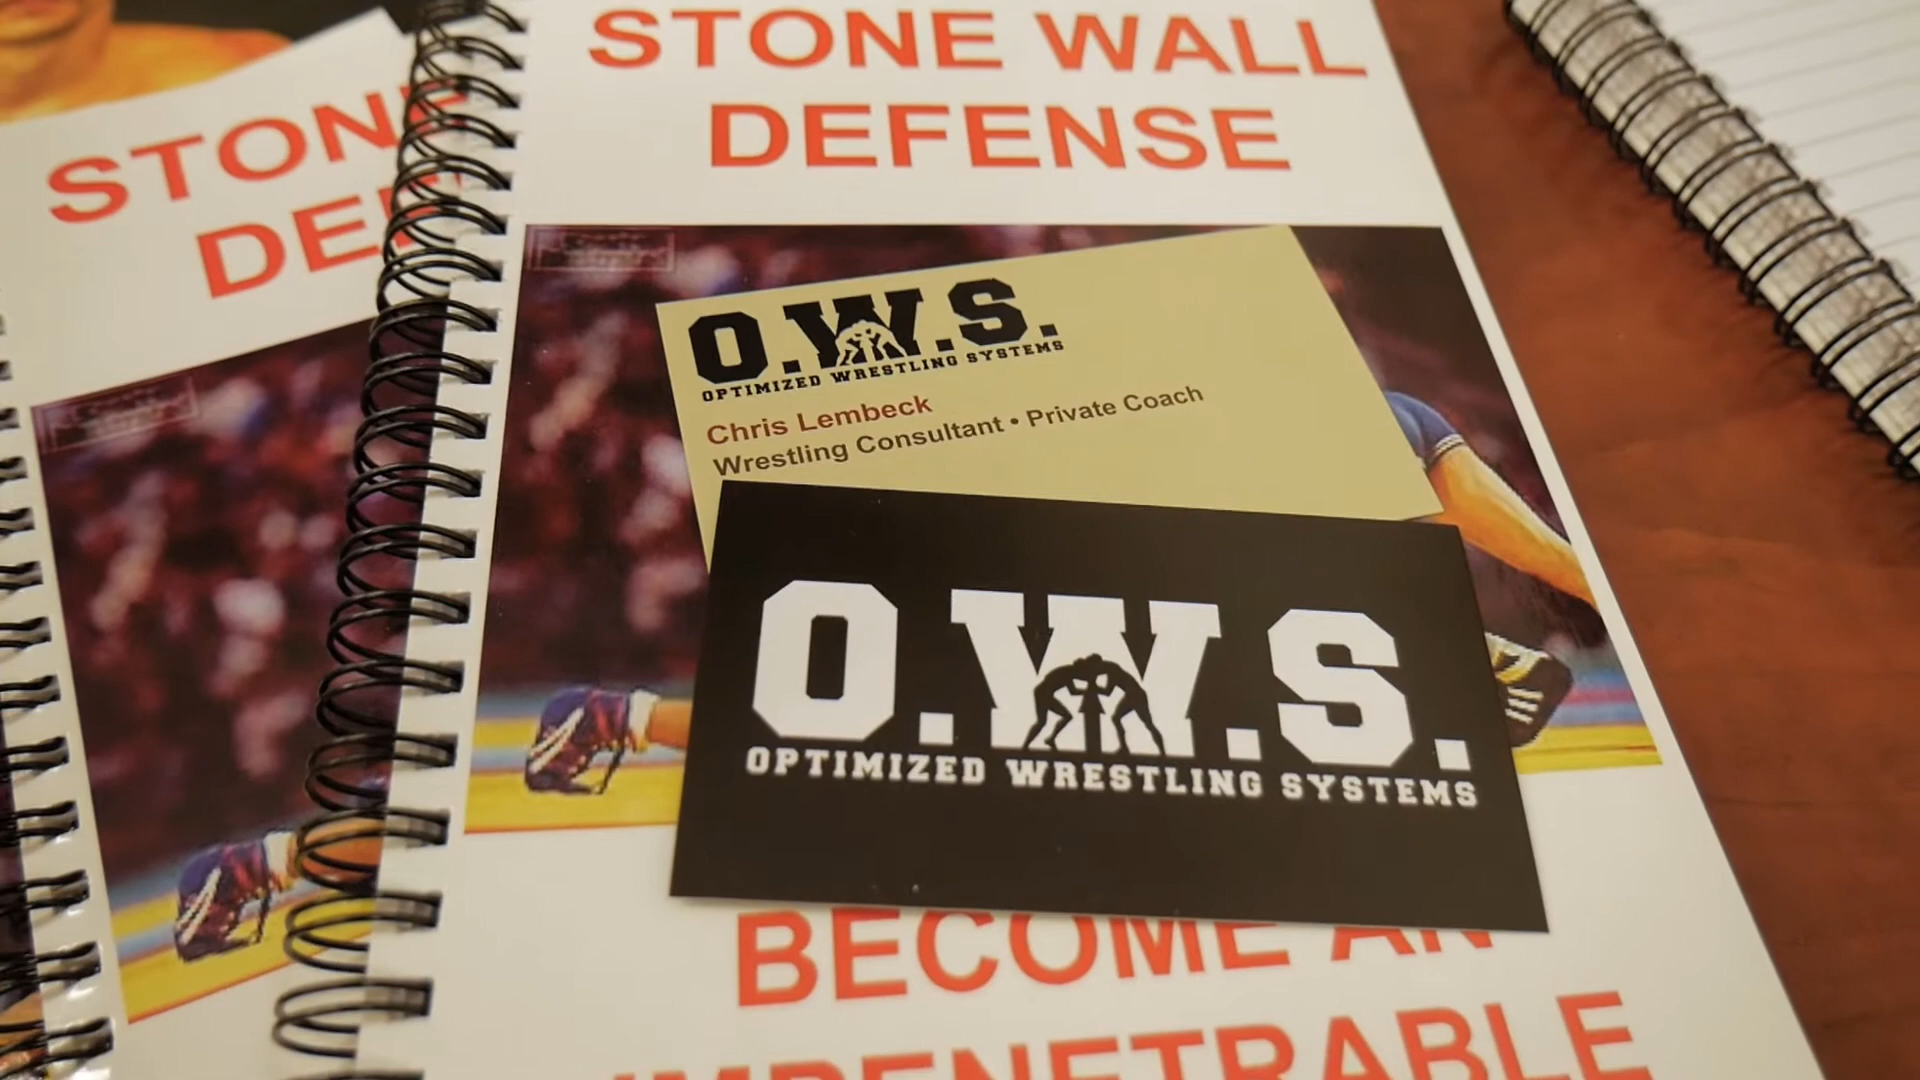 STONE WALL
DEFENSE
O.W.S.
OPTIMIZED WRESTLING SYSTEMS
Chris Lembeck
Wrestling Consultant • Private Coach
O.W.S.
OPTIMIZED WRESTLING SYSTEMS
BECOME AN
IMPENETRABLE
STONE
DEF